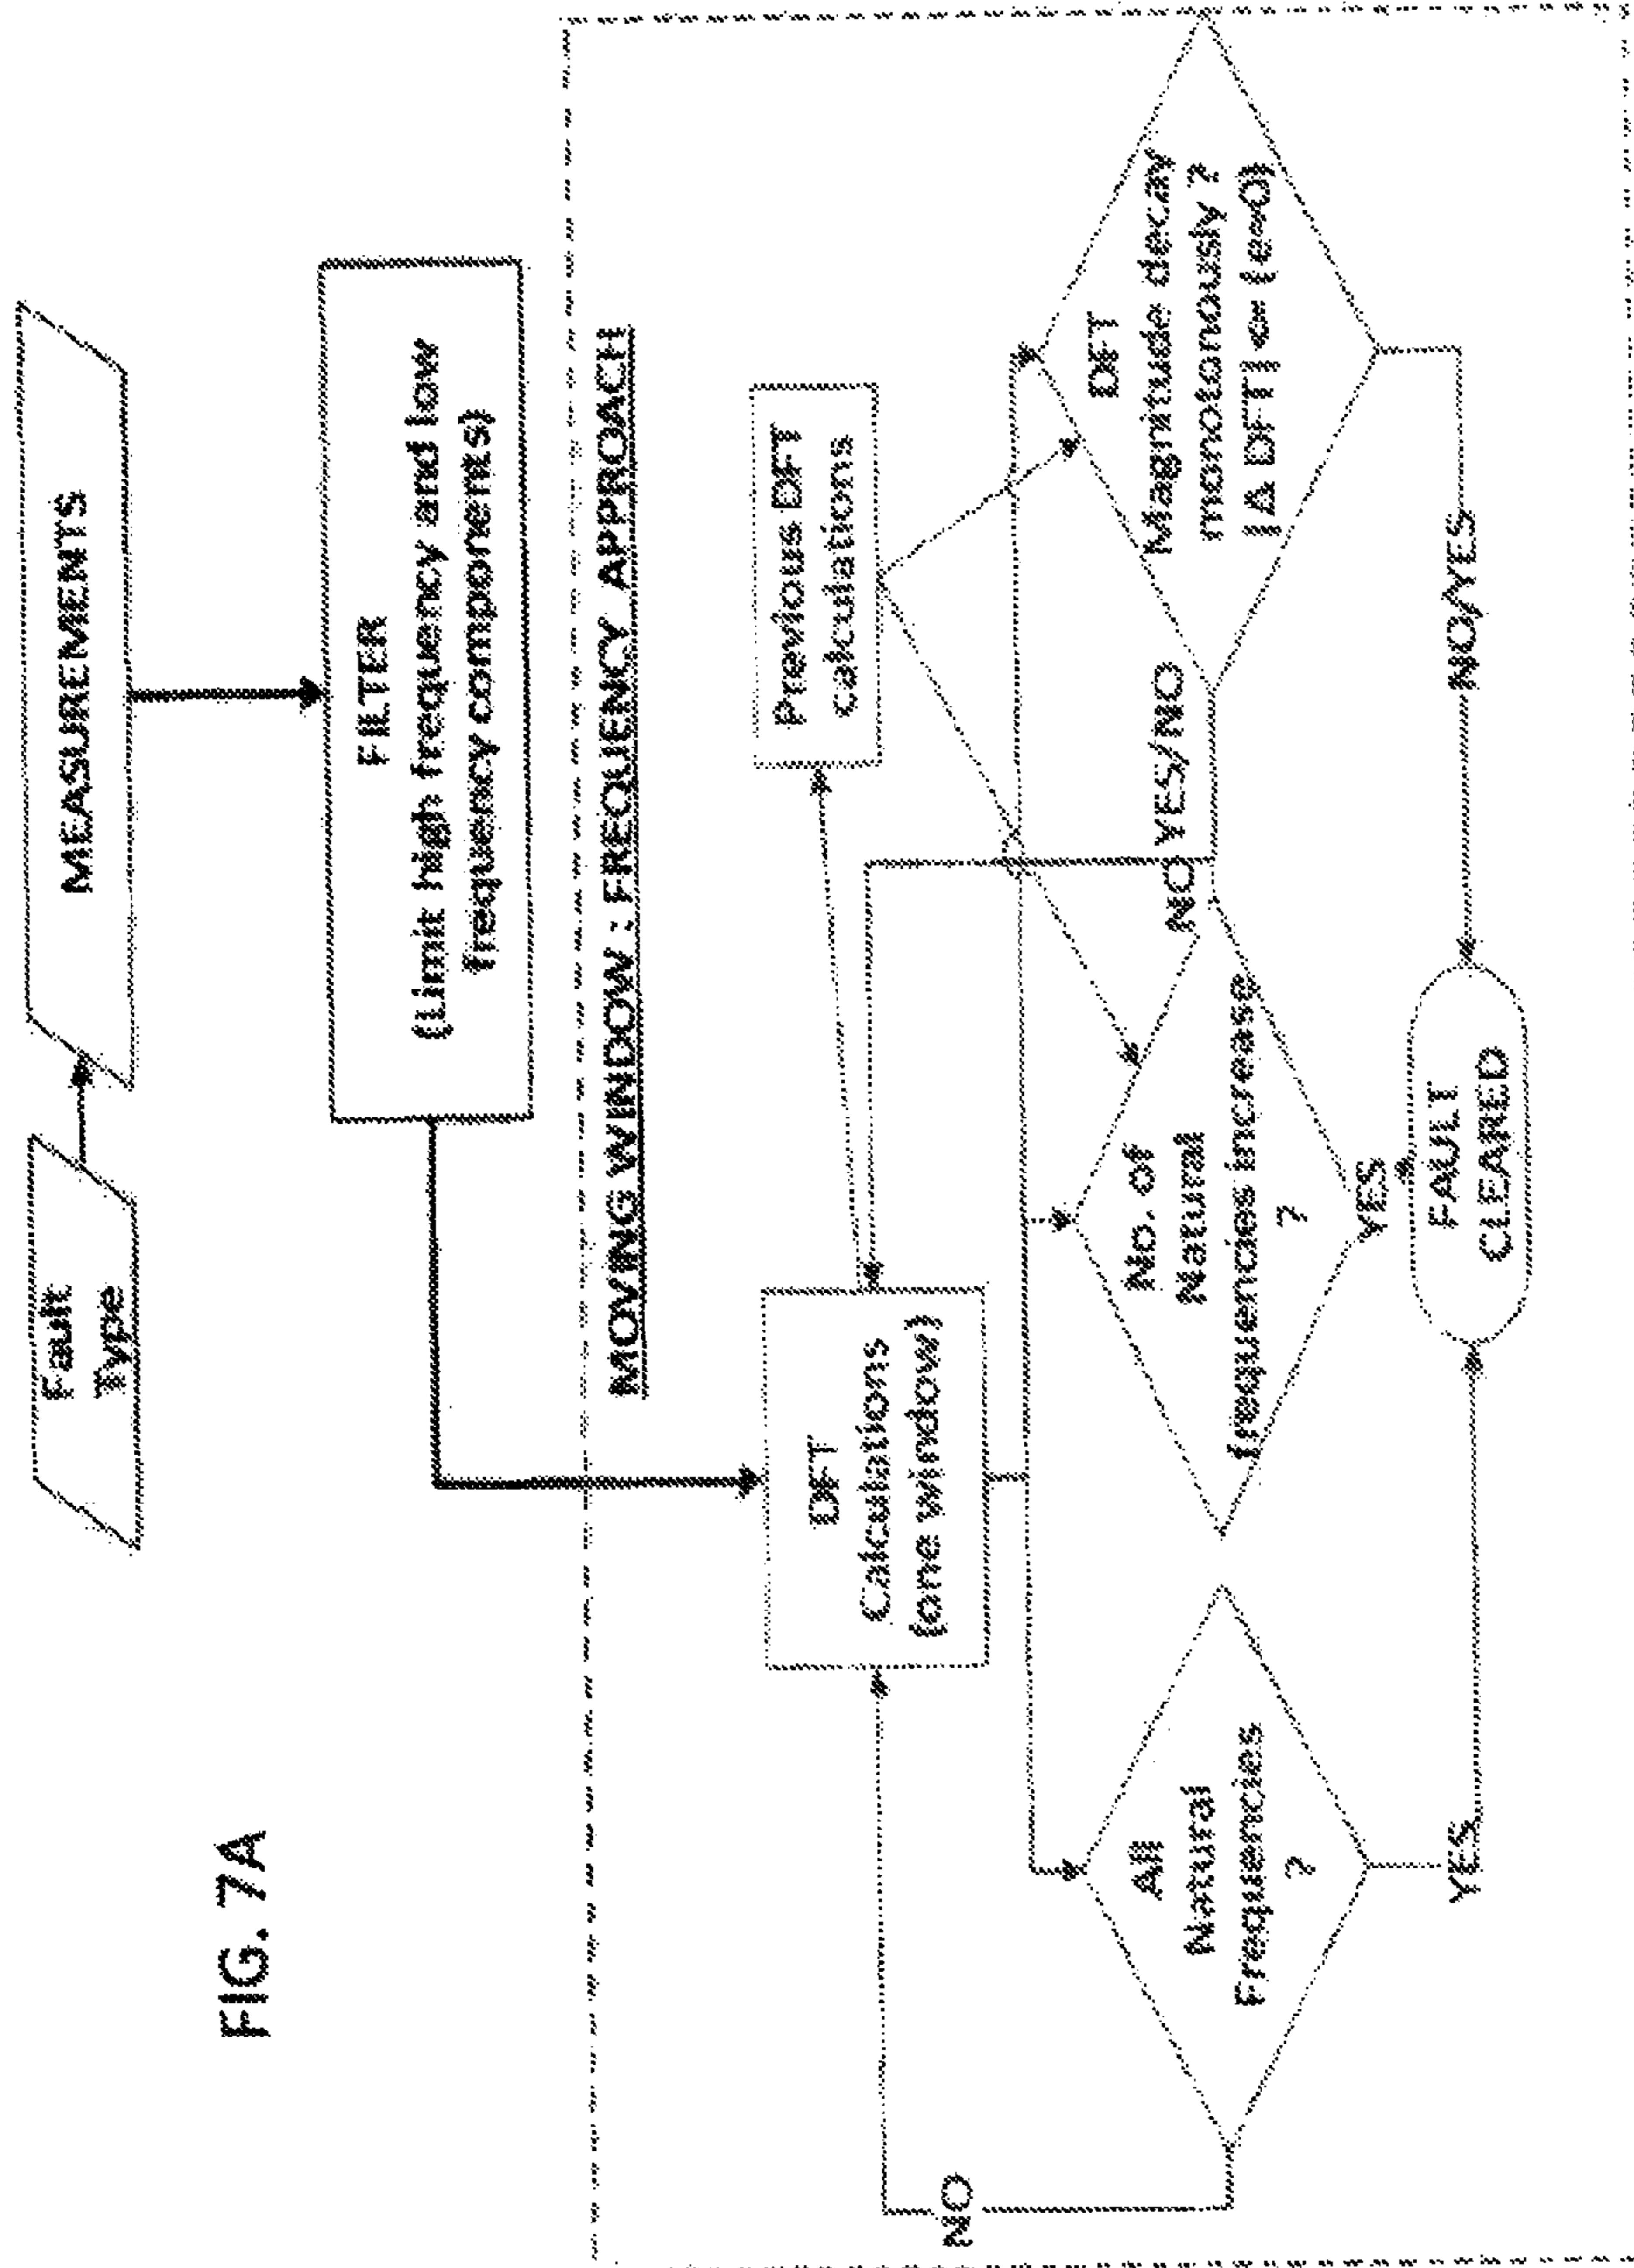 FIG. 7A
Fault
Type
MEASUREMENTS
FILTER
(Limit high frequency and low
frequency components)
MOVING WINDOW : FREQUENCY APPROACH
DFT
Calculations
(one window)
Previous DFT
calculations
NO
All
Natural
Frequencies
?
No. of
Natural
frequencies increase
?
NO
YES/NO
DFT
Magnitude decay
monotonously ?
|Δ DFT| <= (e~0)
YES
YES
NO/YES
FAULT
CLEARED